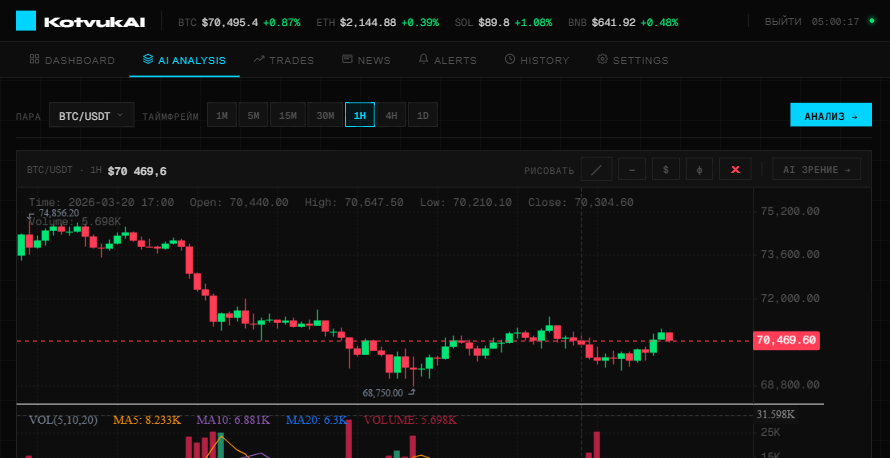 KotvukAI BTC $70,495.4 +0.87% ETH $2,144.88 +0.39% SOL $89.8 +1.08% BNB $641.92 +0.48% ВЫЙТИ 05:00:17
DASHBOARD AI ANALYSIS TRADES NEWS ALERTS HISTORY SETTINGS
ПАРА BTC/USDT ТАЙМФРЕЙМ 1M 5M 15M 30M 1H 4H 1D АНАЛИЗ →
BTC/USDT · 1H $70 469,6 РИСОВАТЬ / — $ ϕ ✕ AI ЗРЕНИЕ →
Time: 2026-03-20 17:00 Open: 70,440.00 High: 70,647.50 Low: 70,210.10 Close: 70,304.60
74,856.20 75,200.00
Volume: 5.698K
73,600.00
72,000.00
70,469.60
68,800.00
68,750.00
31.598K
VOL(5,10,20) MA5: 8.233K MA10: 6.881K MA20: 6.3K VOLUME: 5.698K
25K
15K